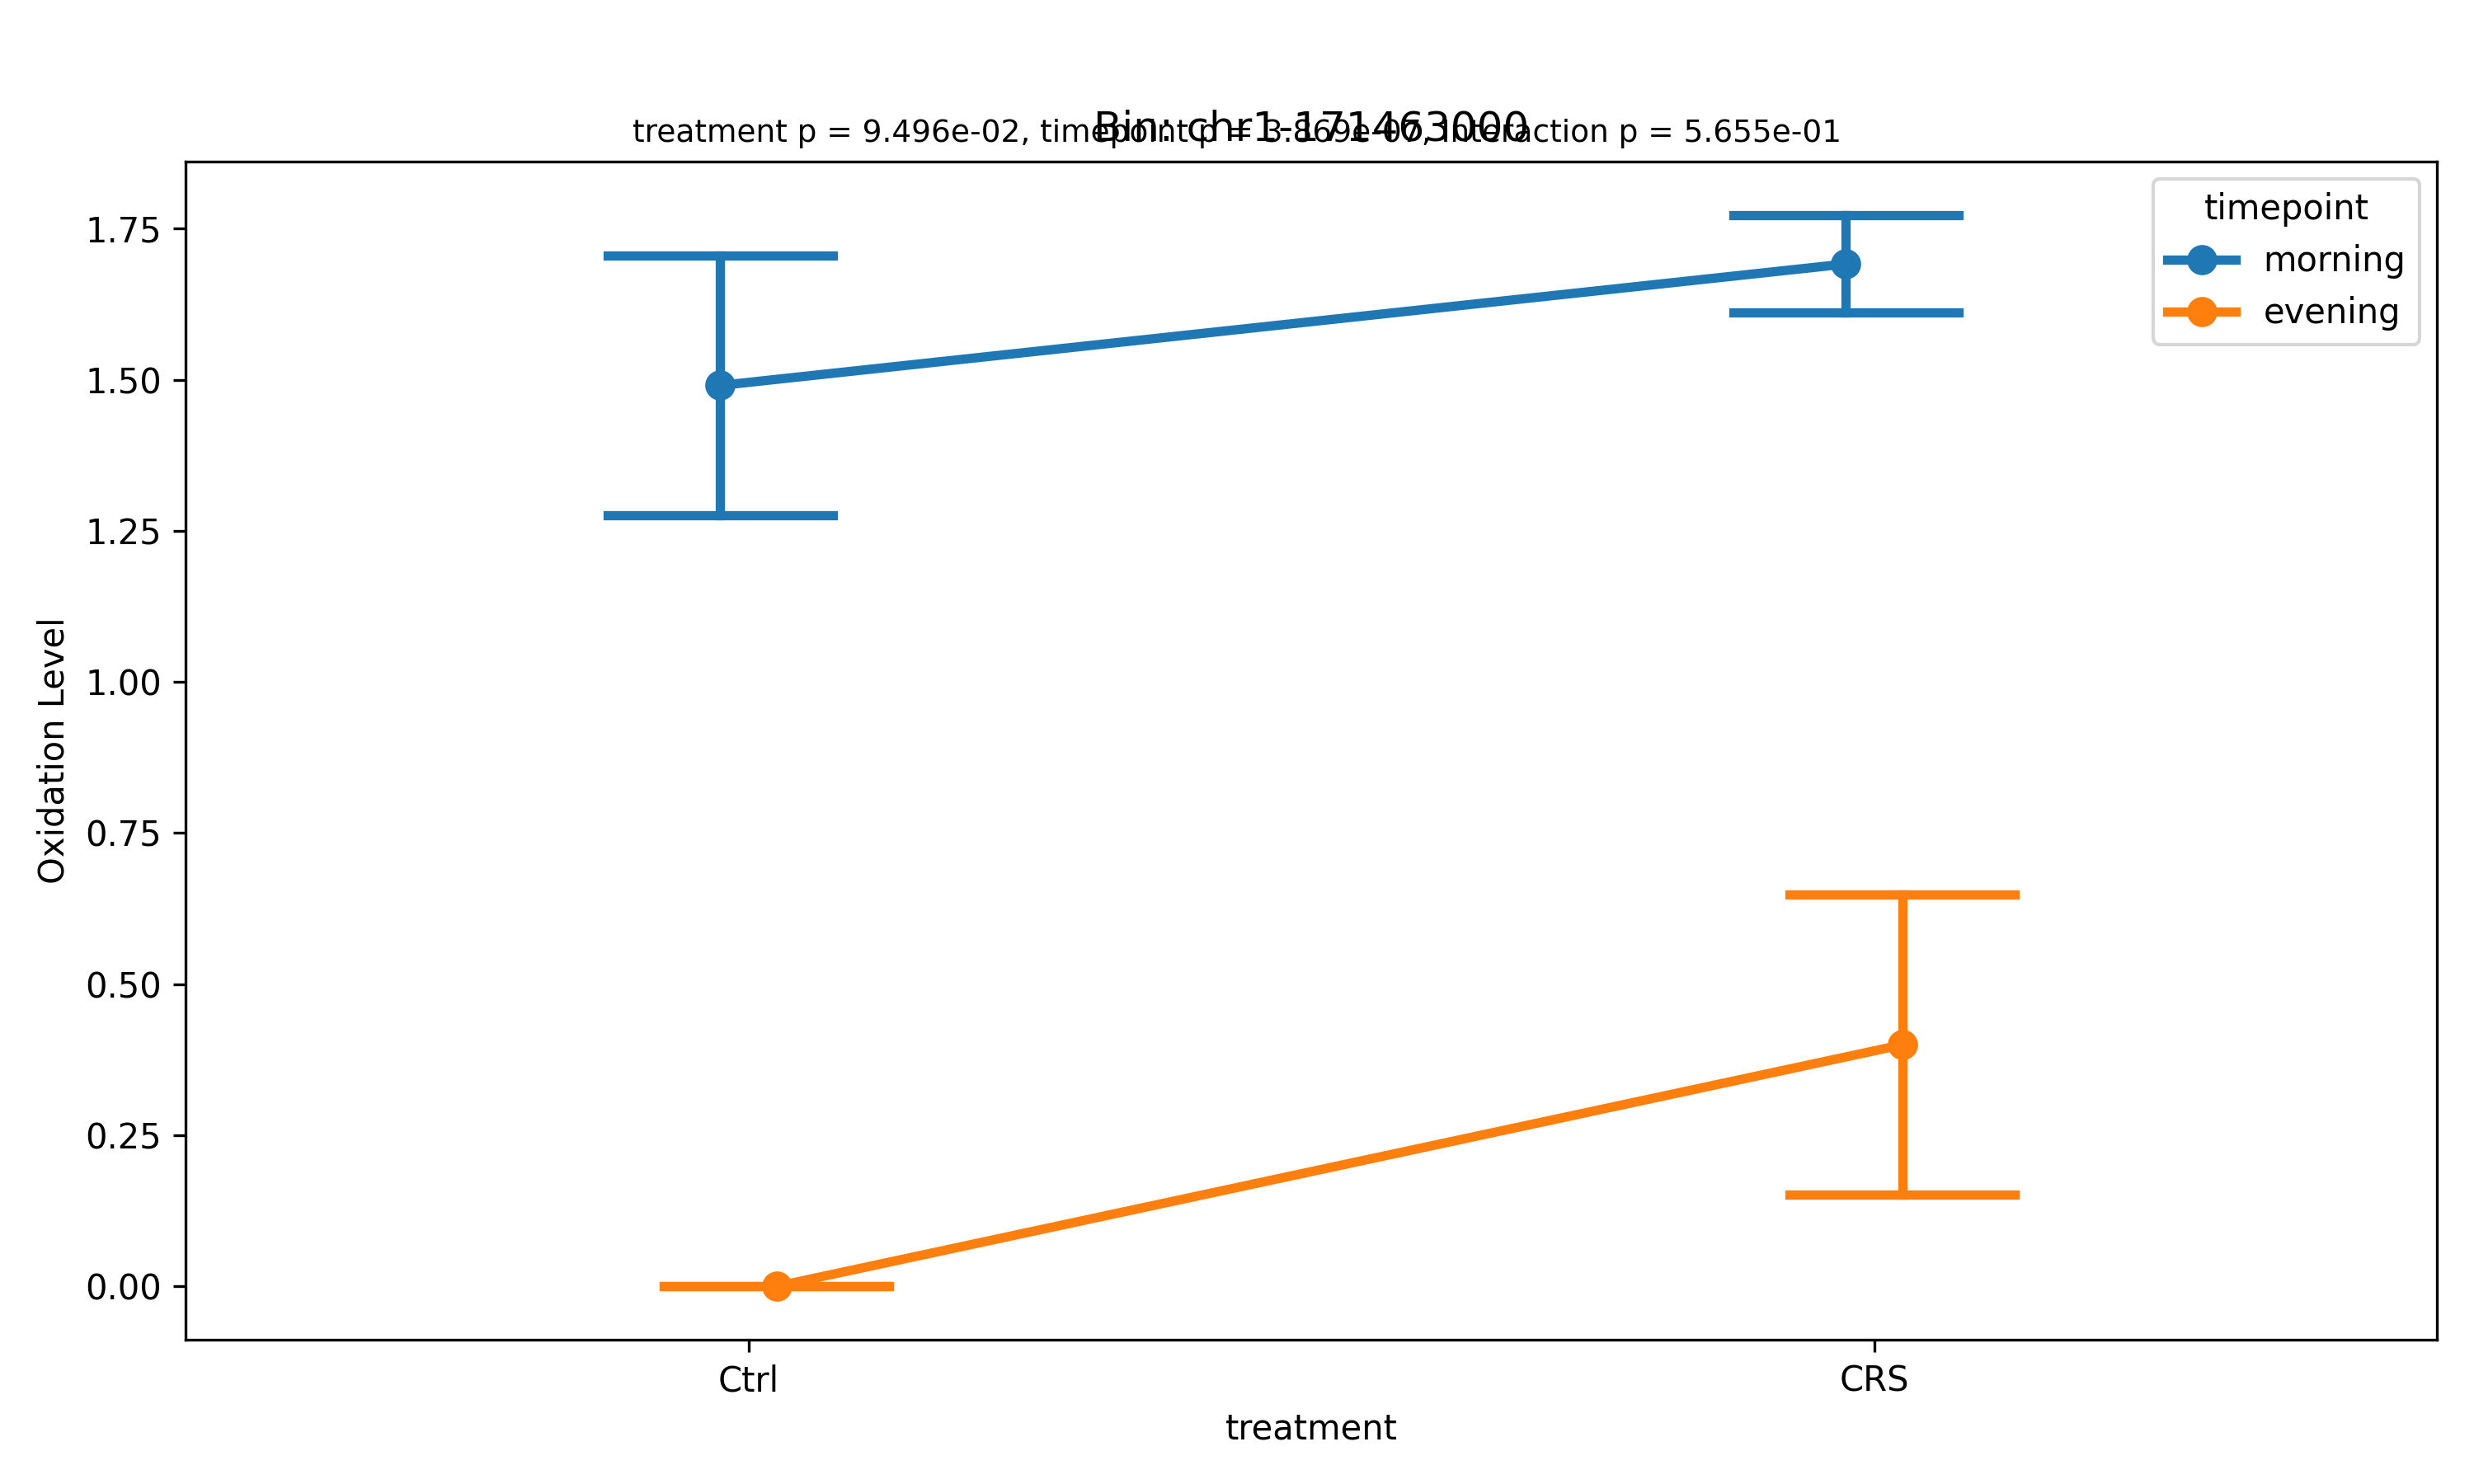 Bin: chr1-171463000
treatment p = 9.496e-02, timepoint p = 3.869e-07, interaction p = 5.655e-01
timepoint
morning
evening
1.75
1.50
1.25
1.00
0.75
0.50
0.25
0.00
Oxidation Level
Ctrl
CRS
treatment